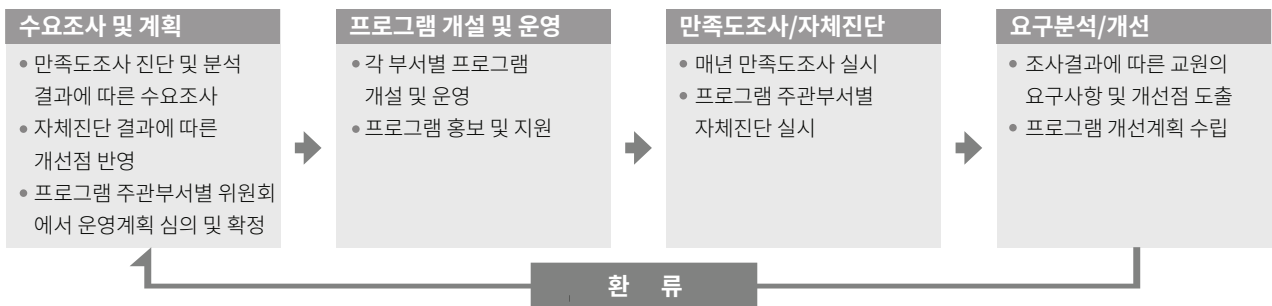 수요조사 및 계획
• 만족도조사 진단 및 분석
결과에 따른 수요조사
• 자체진단 결과에 따른
개선점 반영
• 프로그램 주관부서별 위원회
에서 운영계획 심의 및 확정
프로그램 개설 및 운영
• 각 부서별 프로그램
개설 및 운영
• 프로그램 홍보 및 지원
만족도조사/자체진단
• 매년 만족도조사 실시
• 프로그램 주관부서별
자체진단 실시
요구분석/개선
• 조사결과에 따른 교원의
요구사항 및 개선점 도출
• 프로그램 개선계획 수립
환 류